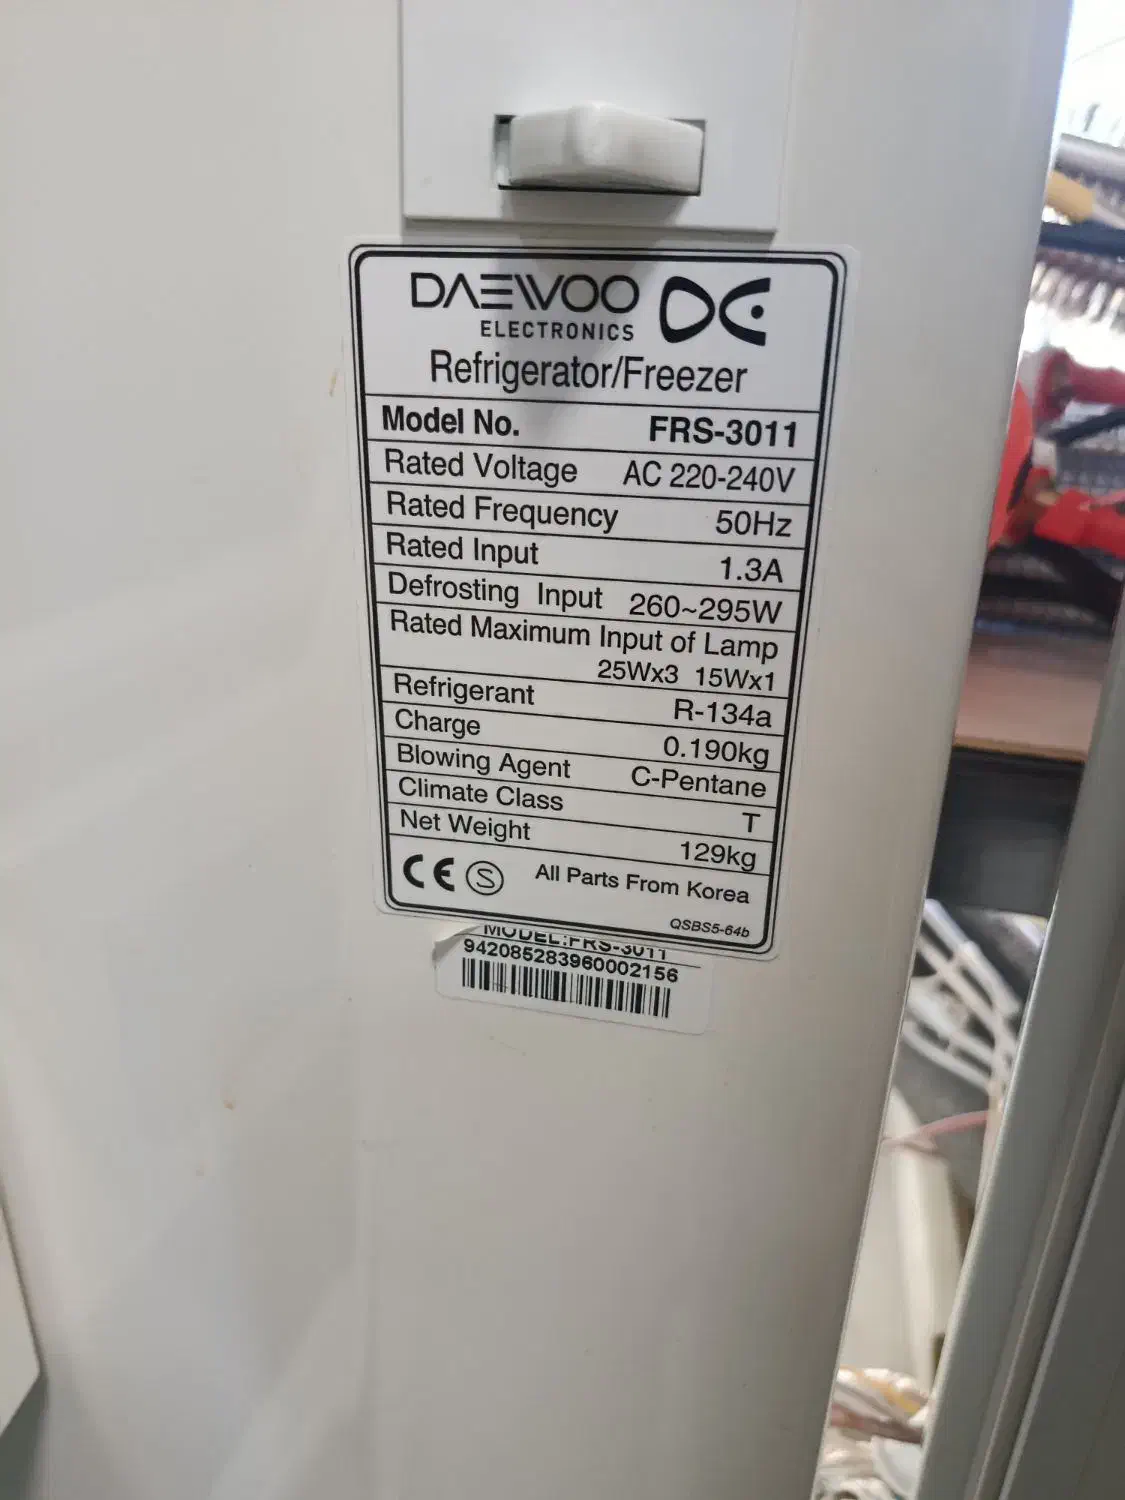 DAEWOO
ELECTRONICS
Refrigerator/Freezer
Model No. FRS-3011
Rated Voltage AC 220-240V
Rated Frequency 50Hz
Rated Input 1.3A
Defrosting Input 260~295W
Rated Maximum Input of Lamp
25Wx3 15Wx1
Refrigerant R-134a
Charge 0.190kg
Blowing Agent C-Pentane
Climate Class T
Net Weight 129kg
CE S All Parts From Korea
QSBS5-64b
MODEL:FRS-3011
942085283960002156